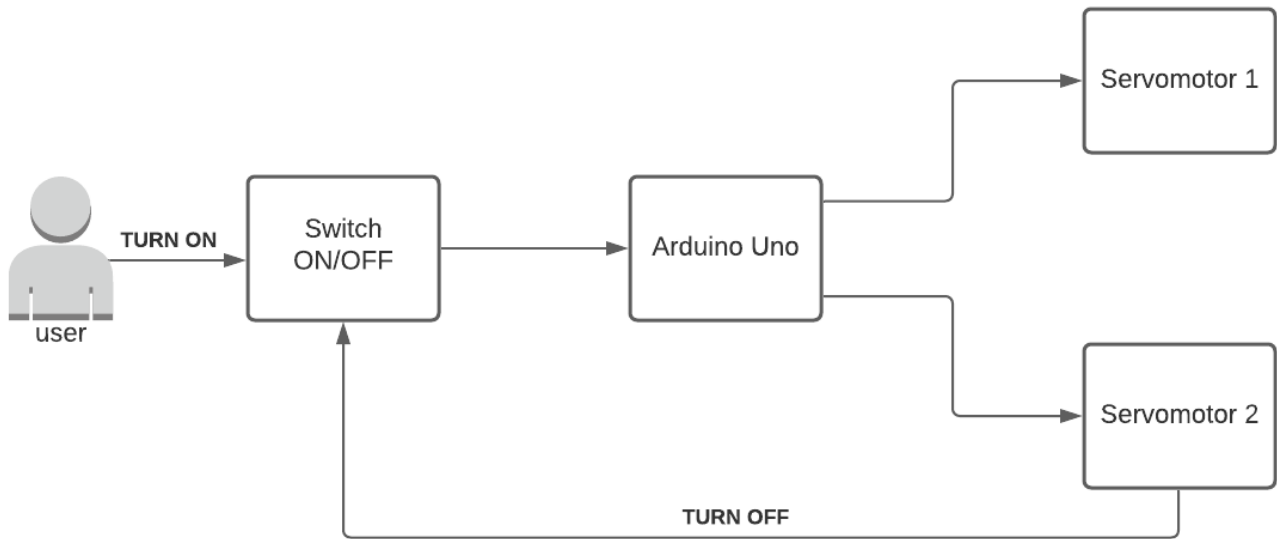 Servomotor 1
TURN ON
Switch
ON/OFF
Arduino Uno
user
Servomotor 2
TURN OFF